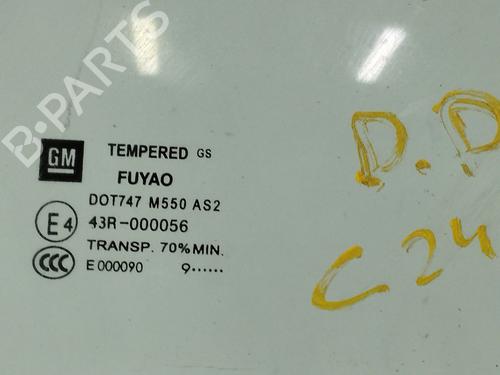 B-PARTS
GM
TEMPERED GS
FUYAO
DOT747 M550 AS2
E4 43R-000056
TRANSP. 70% MIN.
CCC E000090 9......
D.D
C24